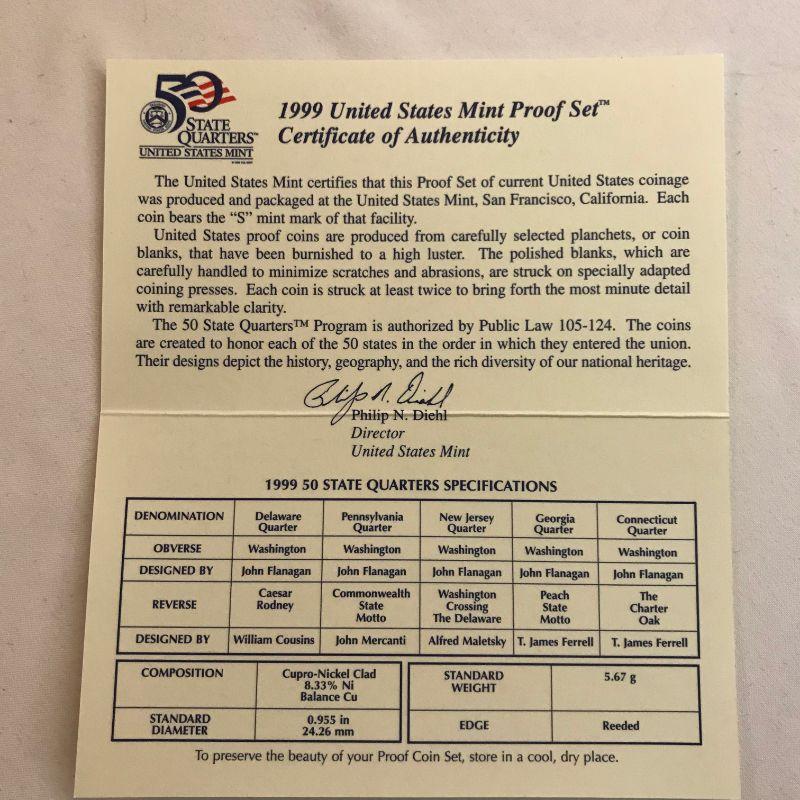 50
STATE
QUARTERS™
UNITED STATES MINT
1999 United States Mint Proof Set™
Certificate of Authenticity
The United States Mint certifies that this Proof Set of current United States coinage
was produced and packaged at the United States Mint, San Francisco, California. Each
coin bears the “S” mint mark of that facility.
United States proof coins are produced from carefully selected planchets, or coin
blanks, that have been burnished to a high luster. The polished blanks, which are
carefully handled to minimize scratches and abrasions, are struck on specially adapted
coining presses. Each coin is struck at least twice to bring forth the most minute detail
with remarkable clarity.
The 50 State Quarters™ Program is authorized by Public Law 105-124. The coins
are created to honor each of the 50 states in the order in which they entered the union.
Their designs depict the history, geography, and the rich diversity of our national heritage.
Philip N. Diehl
Philip N. Diehl
Director
United States Mint
1999 50 STATE QUARTERS SPECIFICATIONS
DENOMINATION Delaware Quarter Pennsylvania Quarter New Jersey Quarter Georgia Quarter Connecticut Quarter
OBVERSE Washington Washington Washington Washington Washington
DESIGNED BY John Flanagan John Flanagan John Flanagan John Flanagan John Flanagan
REVERSE Caesar Rodney Commonwealth State Motto Washington Crossing The Delaware Peach State Motto The Charter Oak
DESIGNED BY William Cousins John Mercanti Alfred Maletsky T. James Ferrell T. James Ferrell
COMPOSITION Cupro-Nickel Clad 8.33% Ni Balance Cu
STANDARD DIAMETER 0.955 in 24.26 mm
STANDARD WEIGHT 5.67 g
EDGE Reeded
To preserve the beauty of your Proof Coin Set, store in a cool, dry place.